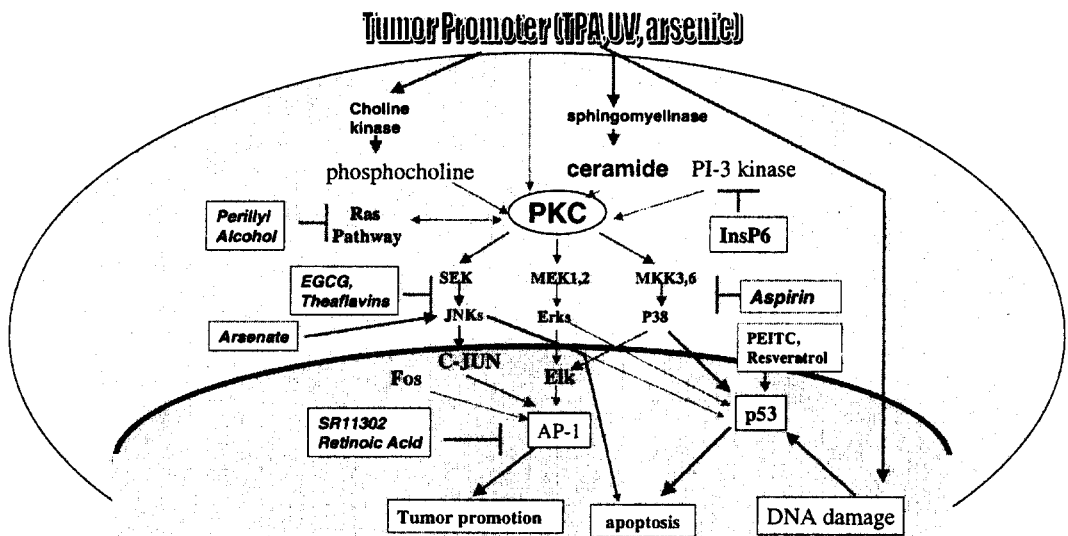 Tumor Promoter (TPA,UV, arsenic)
Choline
kinase
sphingomyelinase
phosphocholine
ceramide
PI-3 kinase
PKC
Perillyl
Alcohol
Ras
Pathway
InsP6
EGCG,
Theaflavins
SEK
MEK1,2
MKK3,6
Aspirin
Arsenate
JNKs
Erks
P38
PEITC,
Resveratrol
C-JUN
Fos
Elk
p53
SR11302
Retinoic Acid
AP-1
Tumor promotion
apoptosis
DNA damage